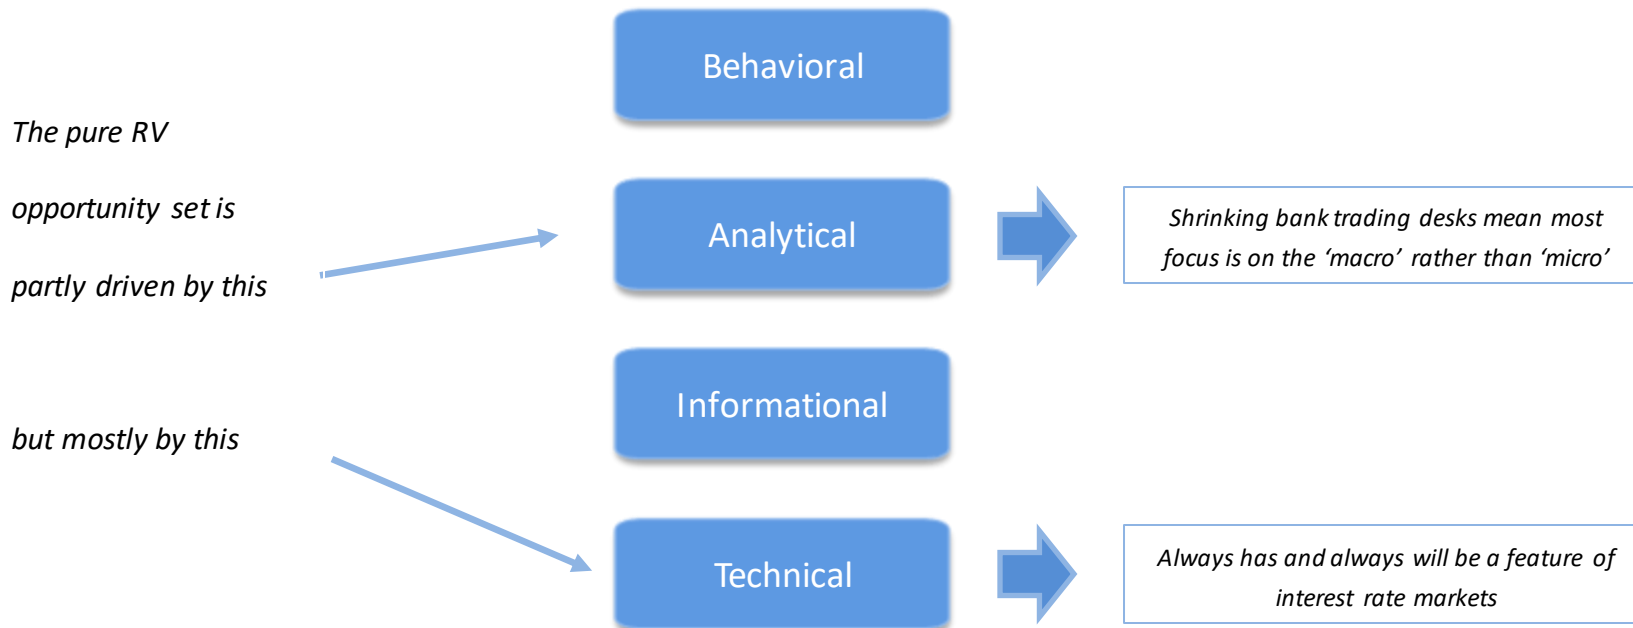 The pure RV
opportunity set is
partly driven by this
but mostly by this
Behavioral
Analytical
Informational
Technical
Shrinking bank trading desks mean most
focus is on the ‘macro’ rather than ‘micro’
Always has and always will be a feature of
interest rate markets